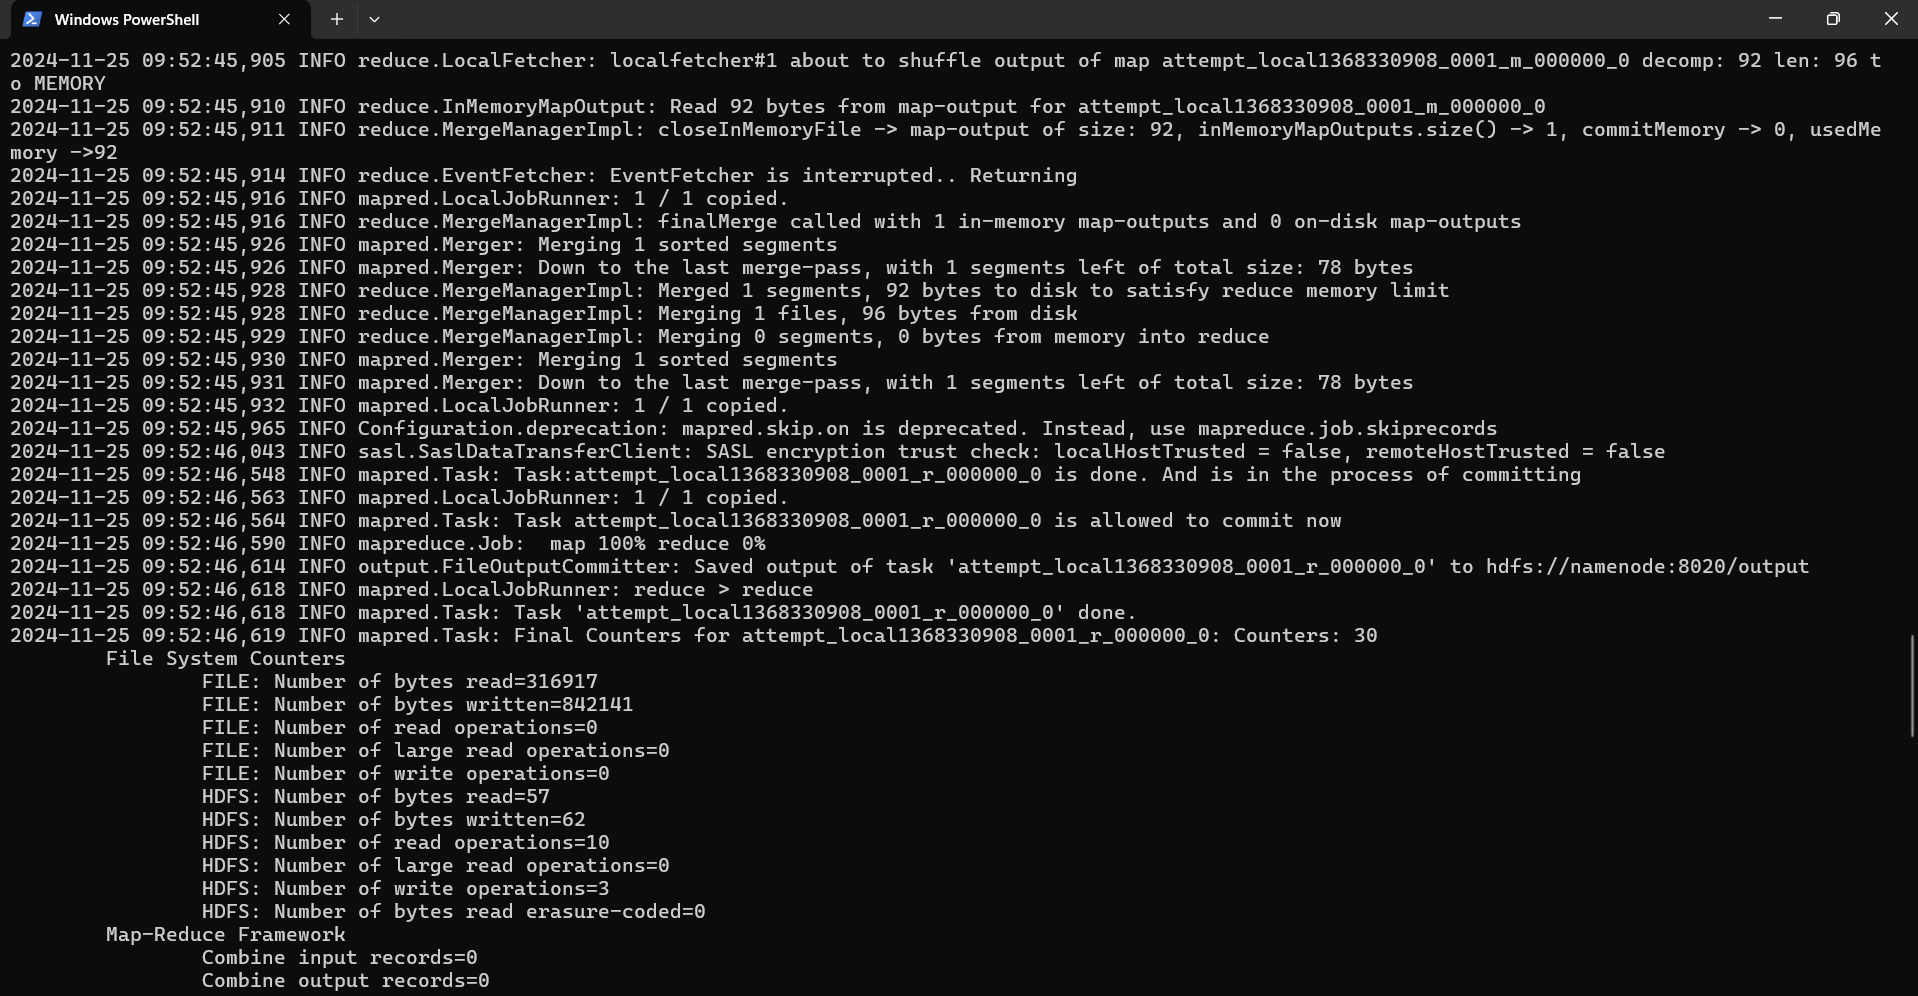 Windows PowerShell
2024-11-25 09:52:45,905 INFO reduce.LocalFetcher: localfetcher#1 about to shuffle output of map attempt_local1368330908_0001_m_000000_0 decomp: 92 len: 96 t
o MEMORY
2024-11-25 09:52:45,910 INFO reduce.InMemoryMapOutput: Read 92 bytes from map-output for attempt_local1368330908_0001_m_000000_0
2024-11-25 09:52:45,911 INFO reduce.MergeManagerImpl: closeInMemoryFile -> map-output of size: 92, inMemoryMapOutputs.size() -> 1, commitMemory -> 0, usedMe
mory ->92
2024-11-25 09:52:45,914 INFO reduce.EventFetcher: EventFetcher is interrupted.. Returning
2024-11-25 09:52:45,916 INFO mapred.LocalJobRunner: 1 / 1 copied.
2024-11-25 09:52:45,916 INFO reduce.MergeManagerImpl: finalMerge called with 1 in-memory map-outputs and 0 on-disk map-outputs
2024-11-25 09:52:45,926 INFO mapred.Merger: Merging 1 sorted segments
2024-11-25 09:52:45,926 INFO mapred.Merger: Down to the last merge-pass, with 1 segments left of total size: 78 bytes
2024-11-25 09:52:45,928 INFO reduce.MergeManagerImpl: Merged 1 segments, 92 bytes to disk to satisfy reduce memory limit
2024-11-25 09:52:45,928 INFO reduce.MergeManagerImpl: Merging 1 files, 96 bytes from disk
2024-11-25 09:52:45,929 INFO reduce.MergeManagerImpl: Merging 0 segments, 0 bytes from memory into reduce
2024-11-25 09:52:45,930 INFO mapred.Merger: Merging 1 sorted segments
2024-11-25 09:52:45,931 INFO mapred.Merger: Down to the last merge-pass, with 1 segments left of total size: 78 bytes
2024-11-25 09:52:45,932 INFO mapred.LocalJobRunner: 1 / 1 copied.
2024-11-25 09:52:45,965 INFO Configuration.deprecation: mapred.skip.on is deprecated. Instead, use mapreduce.job.skiprecords
2024-11-25 09:52:46,043 INFO sasl.SaslDataTransferClient: SASL encryption trust check: localHostTrusted = false, remoteHostTrusted = false
2024-11-25 09:52:46,548 INFO mapred.Task: Task:attempt_local1368330908_0001_r_000000_0 is done. And is in the process of committing
2024-11-25 09:52:46,563 INFO mapred.LocalJobRunner: 1 / 1 copied.
2024-11-25 09:52:46,564 INFO mapred.Task: Task attempt_local1368330908_0001_r_000000_0 is allowed to commit now
2024-11-25 09:52:46,590 INFO mapreduce.Job:  map 100% reduce 0%
2024-11-25 09:52:46,614 INFO output.FileOutputCommitter: Saved output of task 'attempt_local1368330908_0001_r_000000_0' to hdfs://namenode:8020/output
2024-11-25 09:52:46,618 INFO mapred.LocalJobRunner: reduce > reduce
2024-11-25 09:52:46,618 INFO mapred.Task: Task 'attempt_local1368330908_0001_r_000000_0' done.
2024-11-25 09:52:46,619 INFO mapred.Task: Final Counters for attempt_local1368330908_0001_r_000000_0: Counters: 30
File System Counters
FILE: Number of bytes read=316917
FILE: Number of bytes written=842141
FILE: Number of read operations=0
FILE: Number of large read operations=0
FILE: Number of write operations=0
HDFS: Number of bytes read=57
HDFS: Number of bytes written=62
HDFS: Number of read operations=10
HDFS: Number of large read operations=0
HDFS: Number of write operations=3
HDFS: Number of bytes read erasure-coded=0
Map-Reduce Framework
Combine input records=0
Combine output records=0